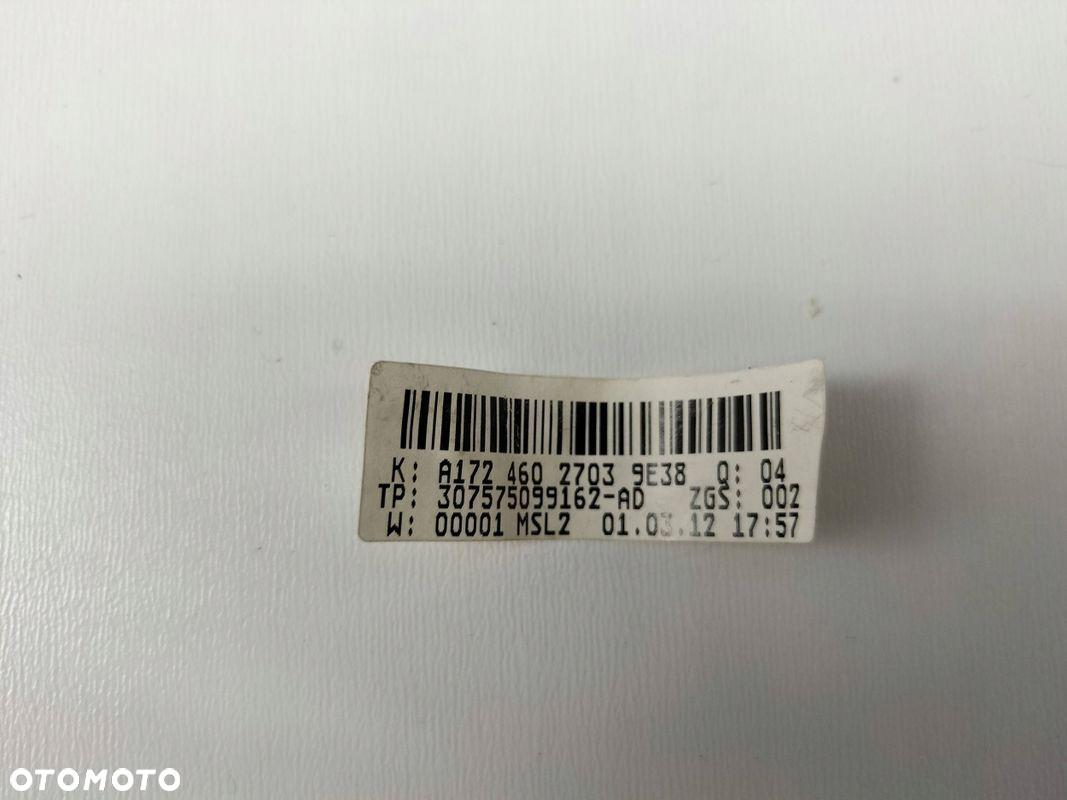 K: A172 460 2703 9E38 Q: 04
TP: 307575099162-AD ZGS: 002
W: 00001 MSL2 01.03.12 17:57
OTOMOTO